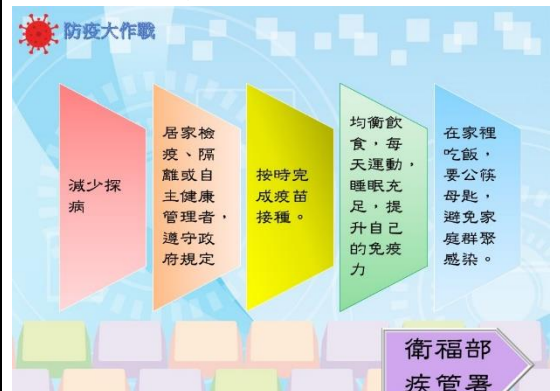 防疫大作戰
減少探
病
居家檢
疫、隔
離或自
主健康
管理者，
遵守政
府規定
按時完
成疫苗
接種。
均衡飲
食，每
天運動，
睡眠充
足，提
升自己
的免疫
力
在家裡
吃飯，
要公筷
母匙，
避免家
庭群聚
感染。
衛福部
疾管署